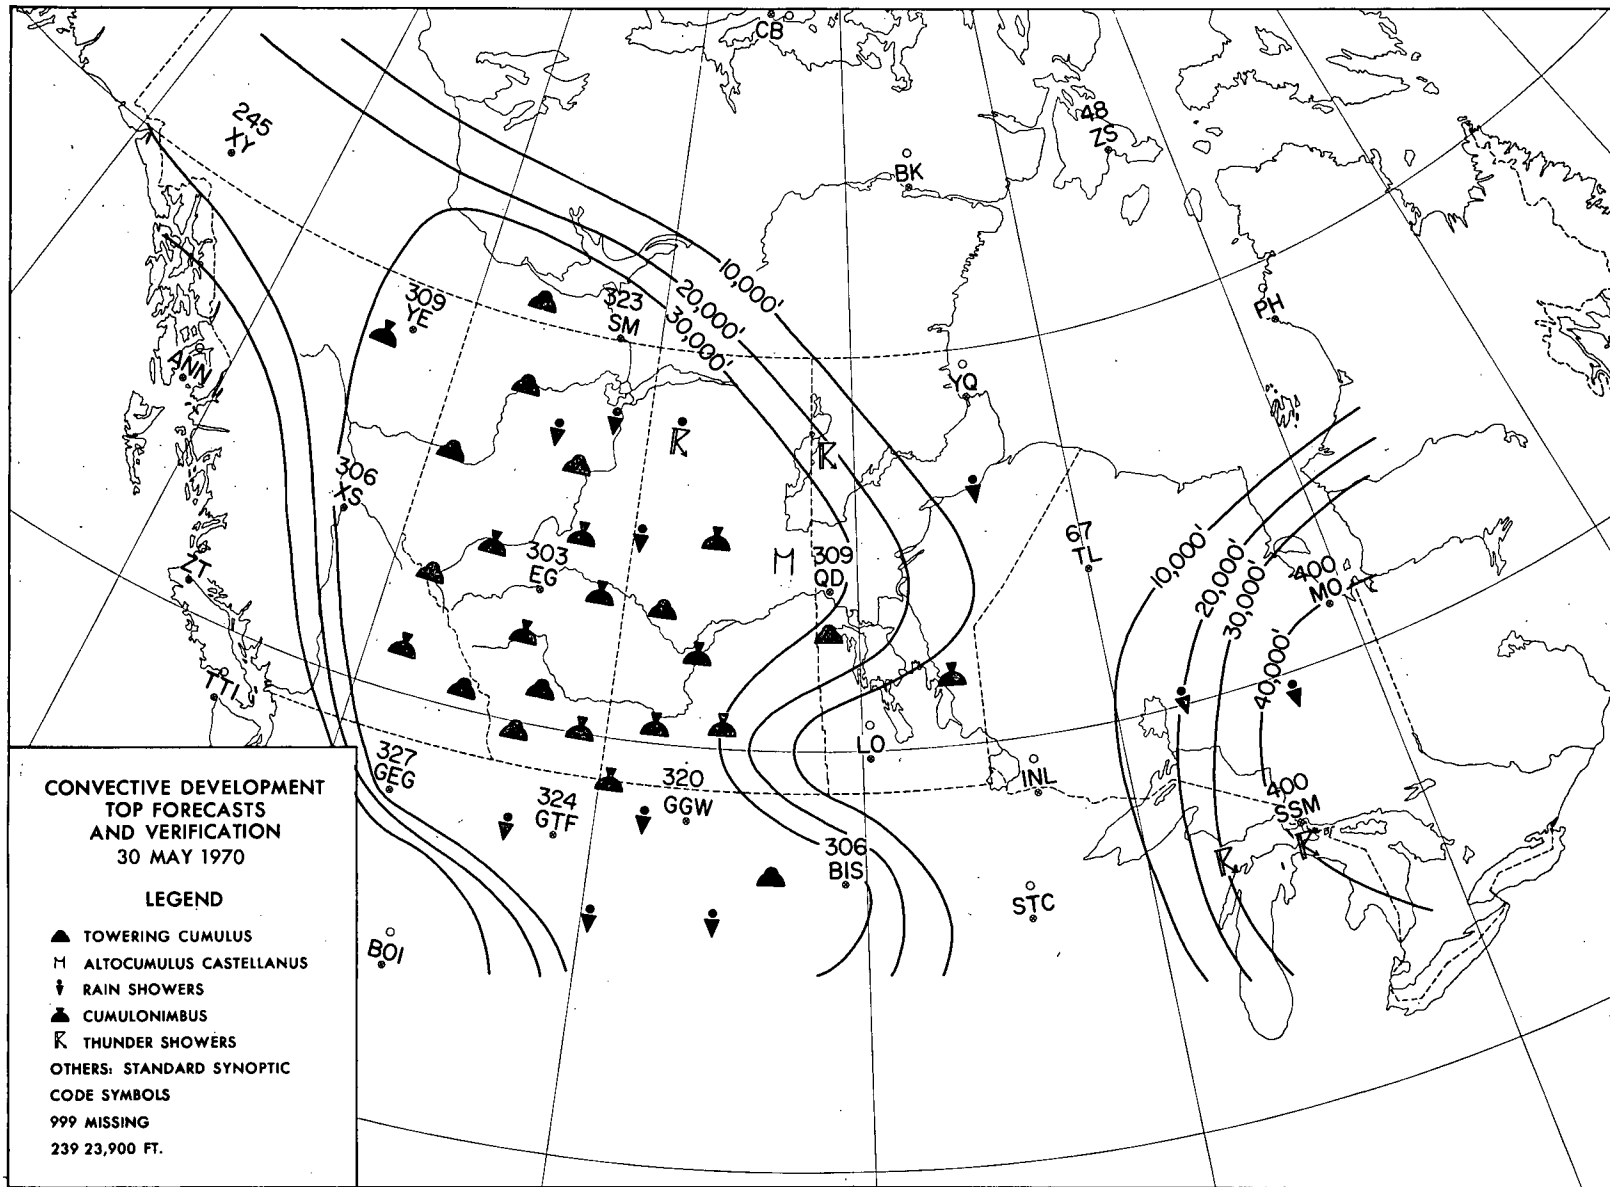 CB
245
XY
48
ZS
BK
10,000'
20,000'
30,000'
309
YE
323
SM
PH
ANN
YQ
306
XS
303
EG
M
309
QD
67
TL
10,000'
20,000'
30,000'
40,000'
400
MO
ZT
TTI
LO
INL
327
GEG
324
GTF
320
GGW
400
SSM
306
BIS
STC
BOI
CONVECTIVE DEVELOPMENT
TOP FORECASTS
AND VERIFICATION
30 MAY 1970
LEGEND
TOWERING CUMULUS
M ALTOCUMULUS CASTELLANUS
RAIN SHOWERS
CUMULONIMBUS
THUNDER SHOWERS
OTHERS: STANDARD SYNOPTIC
CODE SYMBOLS
999 MISSING
239 23,900 FT.